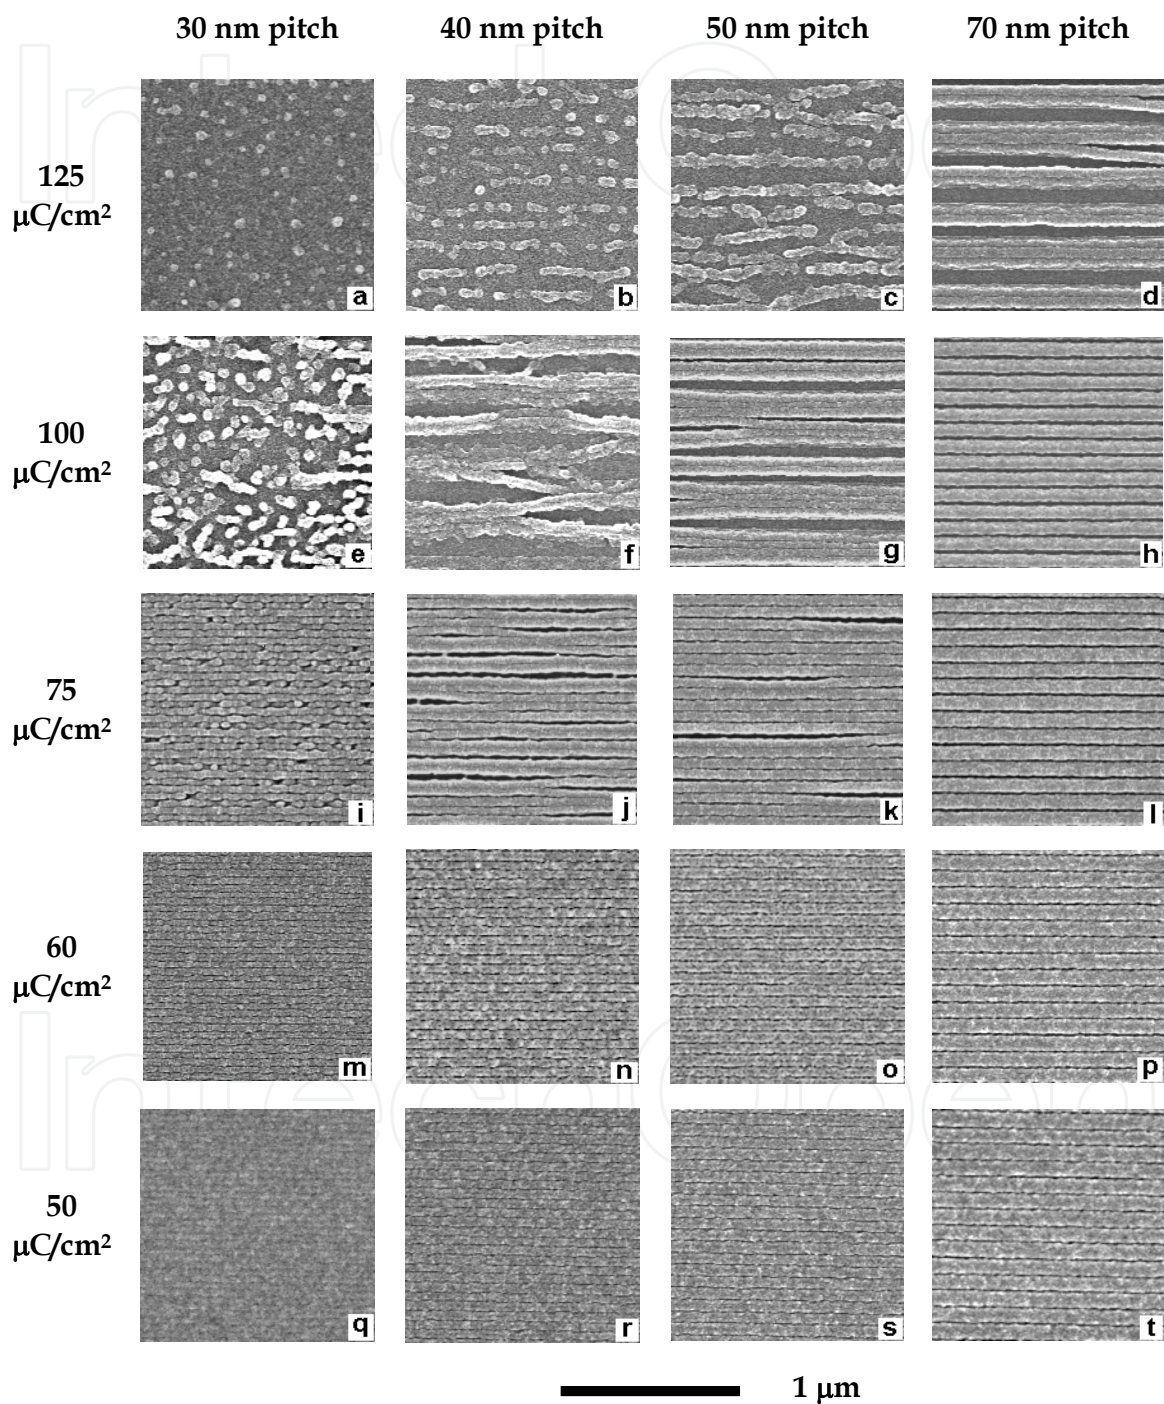 30 nm pitch 40 nm pitch 50 nm pitch 70 nm pitch
125
μC/cm²
a b c d
100
μC/cm²
e f g h
75
μC/cm²
i j k l
60
μC/cm²
m n o p
50
μC/cm²
q r s t
1 μm